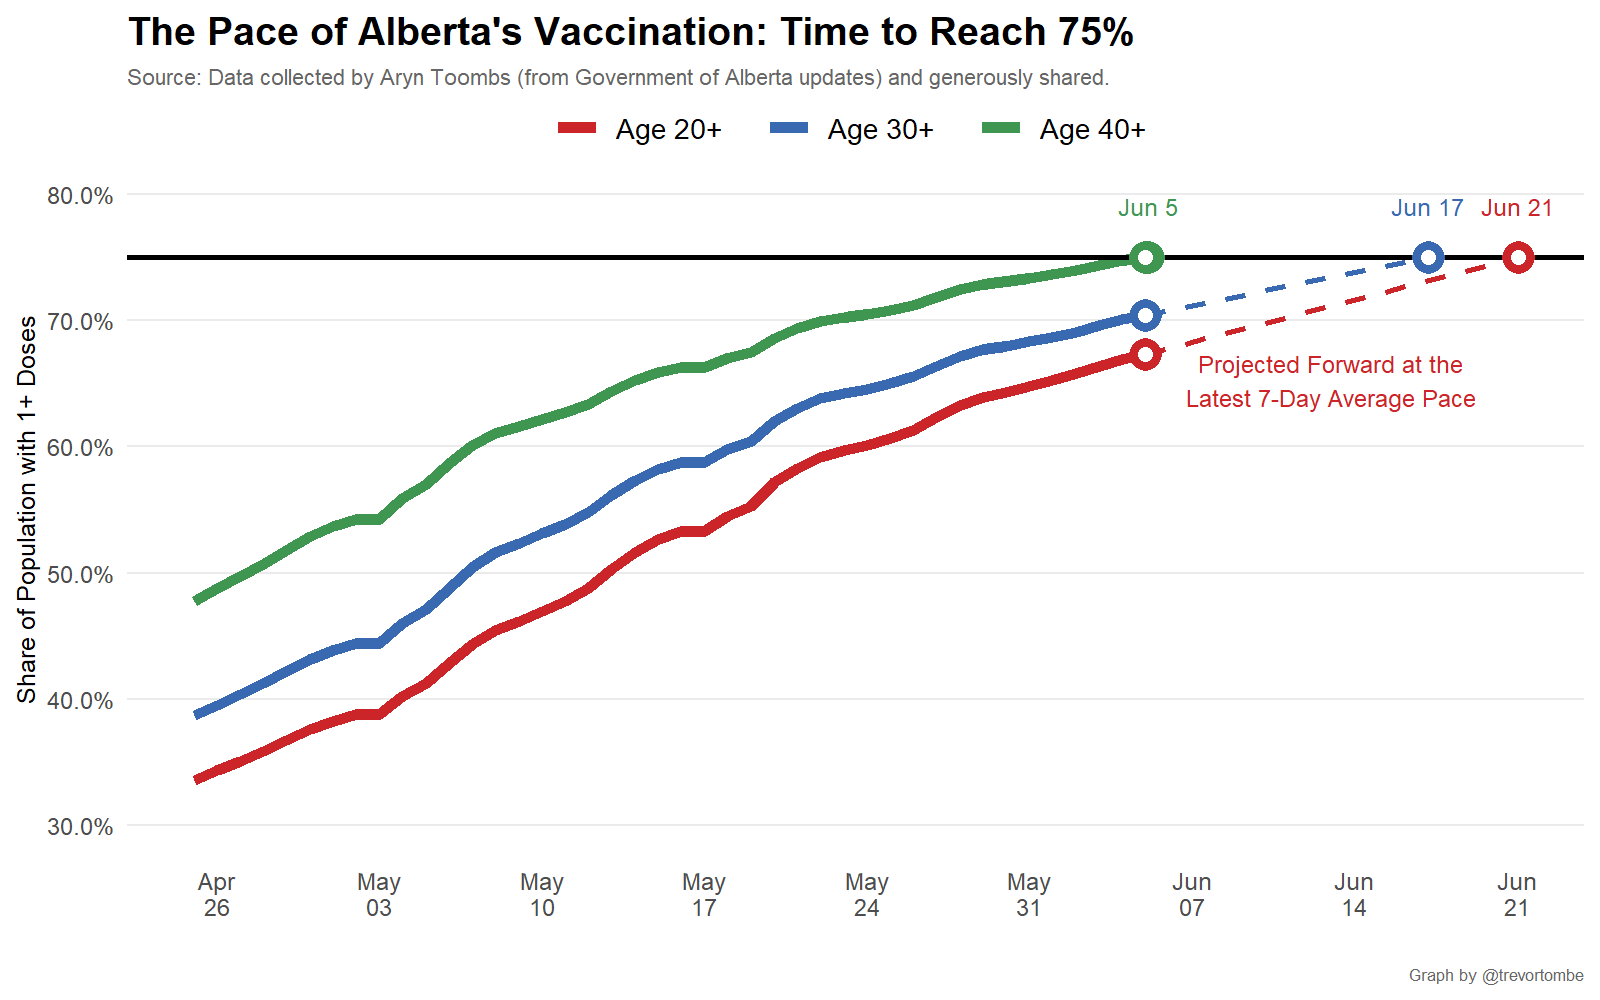 The Pace of Alberta's Vaccination: Time to Reach 75%
Source: Data collected by Aryn Toombs (from Government of Alberta updates) and generously shared.
Age 20+ Age 30+ Age 40+
80.0%
Jun 5 Jun 17 Jun 21
70.0%
Projected Forward at the
Latest 7-Day Average Pace
60.0%
50.0%
40.0%
30.0%
Share of Population with 1+ Doses
Apr May May May May May Jun Jun Jun
26 03 10 17 24 31 07 14 21
Graph by @trevortombe